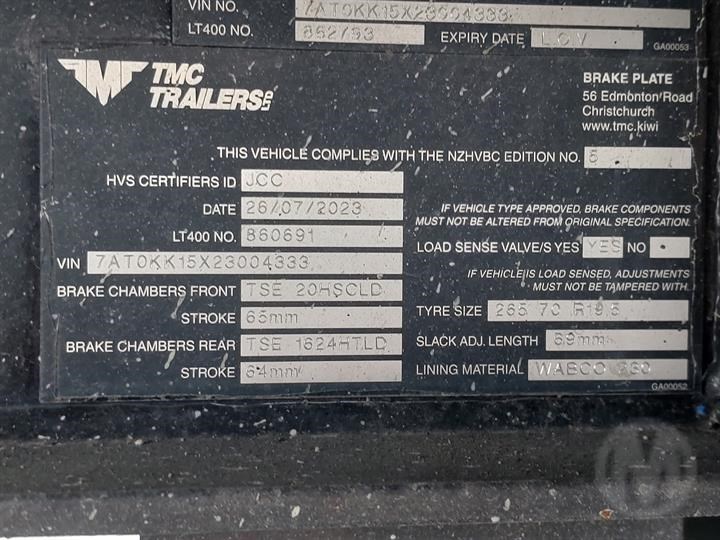 VIN NO. 7AT0KK15X23004333
LT400 NO. EXPIRY DATE L.O.V
GA00053
TMC
TRAILERS LTD
BRAKE PLATE
56 Edmonton Road
Christchurch
www.tmc.kiwi
THIS VEHICLE COMPLIES WITH THE NZHVBC EDITION NO. 5
HVS CERTIFIERS ID JCC
DATE 26/07/2023
LT400 NO. 860691
VIN 7AT0KK15X23004333
BRAKE CHAMBERS FRONT TSE 20HSCLD
STROKE 65mm
BRAKE CHAMBERS REAR TSE 1624HTLD
STROKE 64mm
IF VEHICLE TYPE APPROVED, BRAKE COMPONENTS
MUST NOT BE ALTERED FROM ORIGINAL SPECIFICATION.
LOAD SENSE VALVE/S YES YES NO •
IF VEHICLE IS LOAD SENSED, ADJUSTMENTS
MUST NOT BE TAMPERED WITH.
TYRE SIZE 265 70 R19.5
SLACK ADJ. LENGTH 69mm
LINING MATERIAL WABCO
GA00052